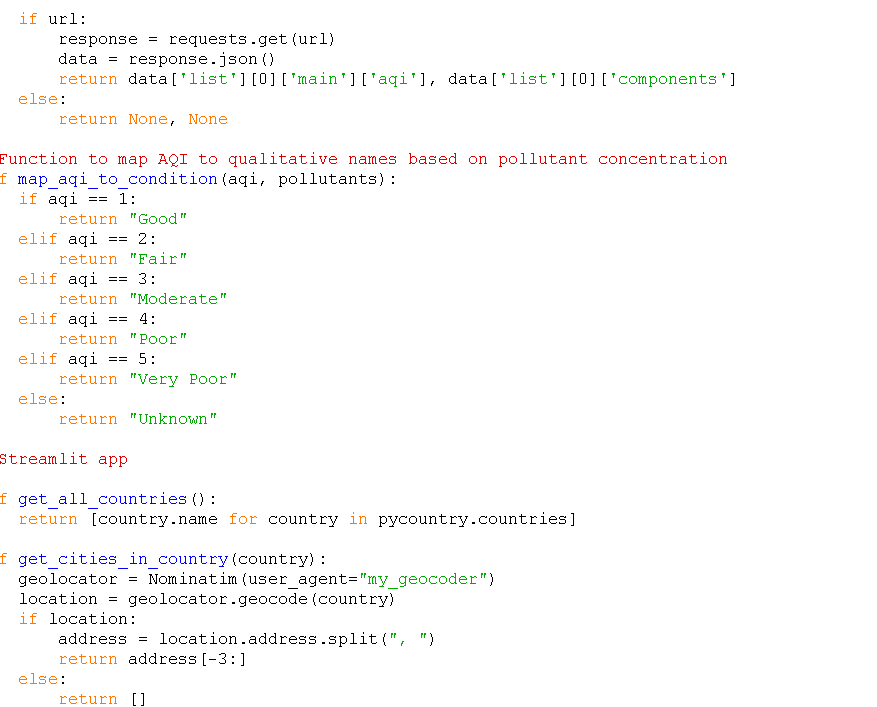 if url:
response = requests.get(url)
data = response.json()
return data['list'][0]['main']['aqi'], data['list'][0]['components']
else:
return None, None
Function to map AQI to qualitative names based on pollutant concentration
f map_aqi_to_condition(aqi, pollutants):
if aqi == 1:
return "Good"
elif aqi == 2:
return "Fair"
elif aqi == 3:
return "Moderate"
elif aqi == 4:
return "Poor"
elif aqi == 5:
return "Very Poor"
else:
return "Unknown"
Streamlit app
f get_all_countries():
return [country.name for country in pycountry.countries]
f get_cities_in_country(country):
geolocator = Nominatim(user_agent="my_geocoder")
location = geolocator.geocode(country)
if location:
address = location.address.split(", ")
return address[-3:]
else:
return []